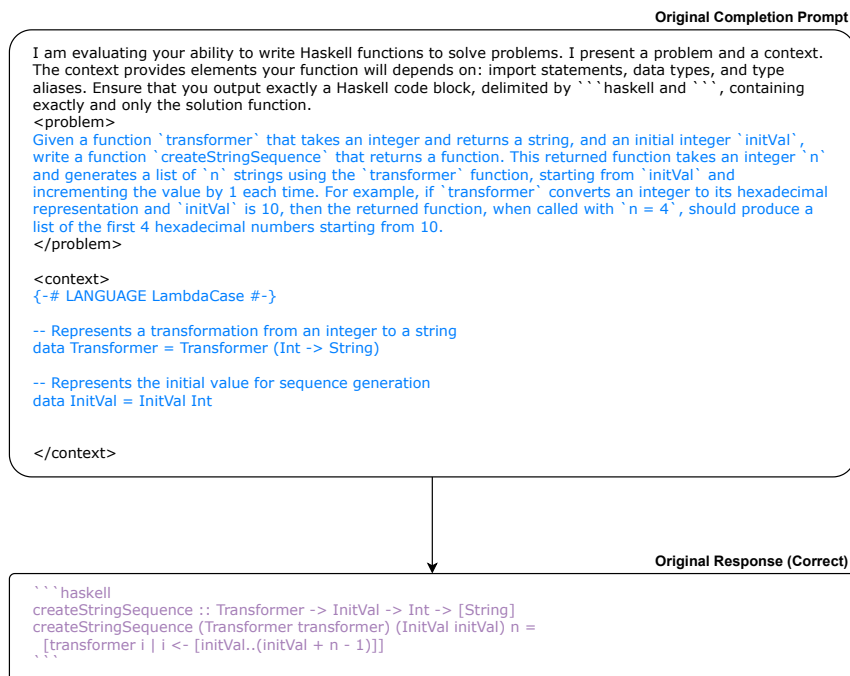 Original Completion Prompt
I am evaluating your ability to write Haskell functions to solve problems. I present a problem and a context.
The context provides elements your function will depends on: import statements, data types, and type
aliases. Ensure that you output exactly a Haskell code block, delimited by ```haskell and ```, containing
exactly and only the solution function.
<problem>
Given a function `transformer` that takes an integer and returns a string, and an initial integer `initVal`,
write a function `createStringSequence` that returns a function. This returned function takes an integer `n`
and generates a list of `n` strings using the `transformer` function, starting from `initVal` and
incrementing the value by 1 each time. For example, if `transformer` converts an integer to its hexadecimal
representation and `initVal` is 10, then the returned function, when called with `n = 4`, should produce a
list of the first 4 hexadecimal numbers starting from 10.
</problem>
<context>
{-# LANGUAGE LambdaCase #-}
-- Represents a transformation from an integer to a string
data Transformer = Transformer (Int -> String)
-- Represents the initial value for sequence generation
data InitVal = InitVal Int
</context>
Original Response (Correct)
```haskell
createStringSequence :: Transformer -> InitVal -> Int -> [String]
createStringSequence (Transformer transformer) (InitVal initVal) n =
[transformer i | i <- [initVal..(initVal + n - 1)]]
```